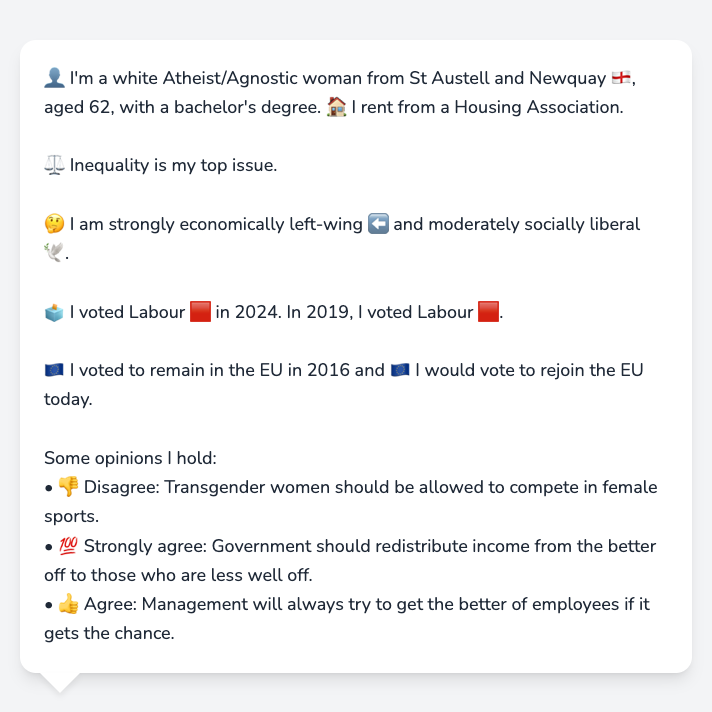 👤 I'm a white Atheist/Agnostic woman from St Austell and Newquay 🏴󠁧󠁢󠁥󠁮󠁧󠁿,
aged 62, with a bachelor's degree. 🏠 I rent from a Housing Association.
⚖️ Inequality is my top issue.
🤔 I am strongly economically left-wing ⬅️ and moderately socially liberal
🕊️.
🗳️ I voted Labour 🟥 in 2024. In 2019, I voted Labour 🟥.
🇪🇺 I voted to remain in the EU in 2016 and 🇪🇺 I would vote to rejoin the EU
today.
Some opinions I hold:
• 👎 Disagree: Transgender women should be allowed to compete in female
sports.
• 💯 Strongly agree: Government should redistribute income from the better
off to those who are less well off.
• 👍 Agree: Management will always try to get the better of employees if it
gets the chance.